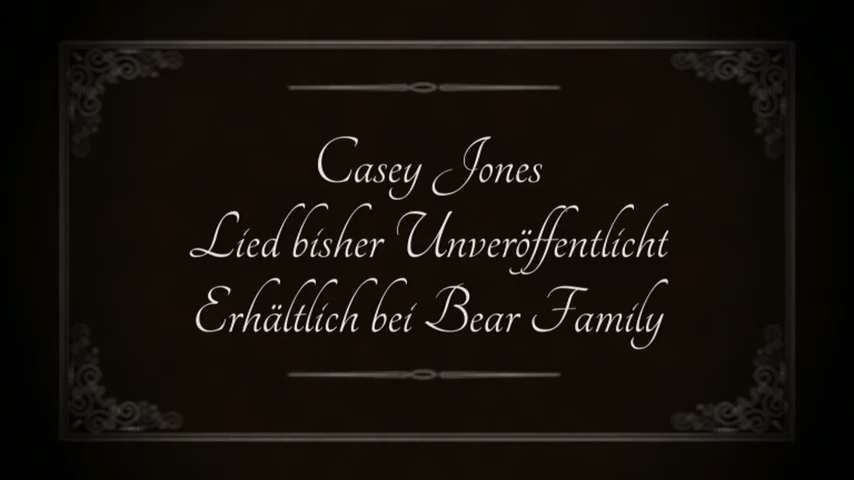 Casey Jones
Lied bisher Unveröffentlicht
Erhältlich bei Bear Family